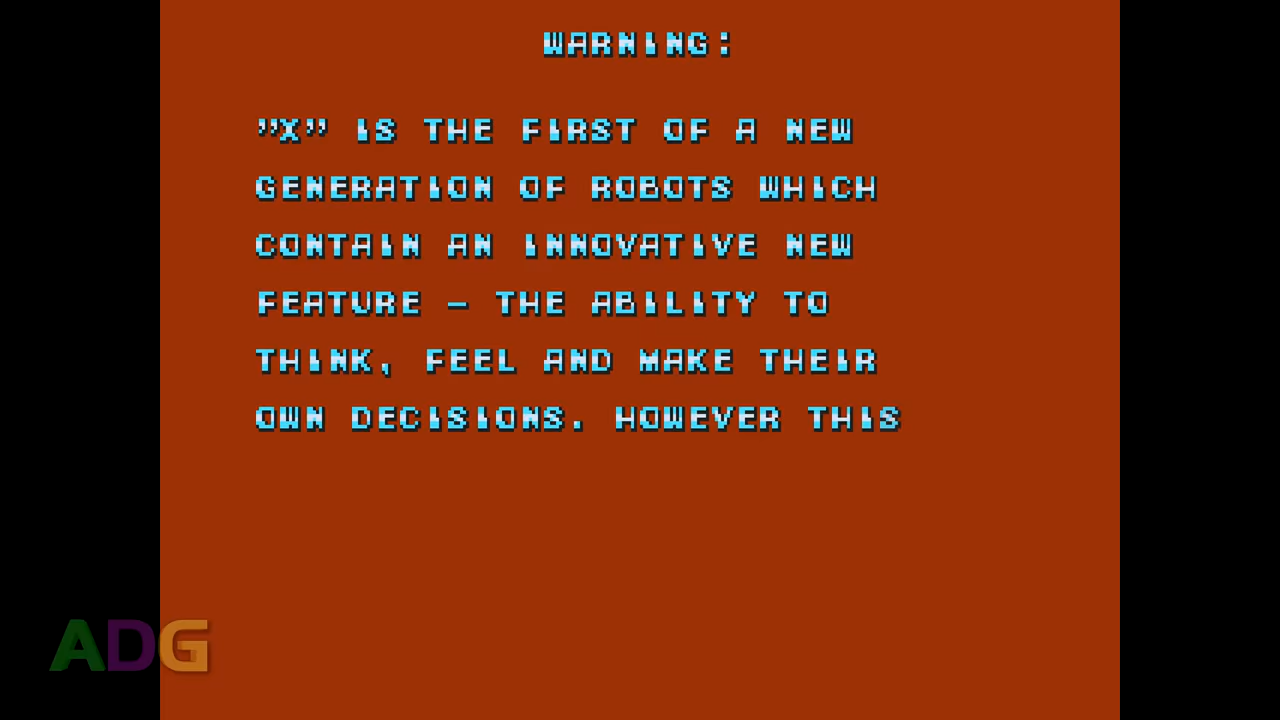 WARNING:
"X" IS THE FIRST OF A NEW
GENERATION OF ROBOTS WHICH
CONTAIN AN INNOVATIVE NEW
FEATURE – THE ABILITY TO
THINK, FEEL AND MAKE THEIR
OWN DECISIONS. HOWEVER THIS
ADG